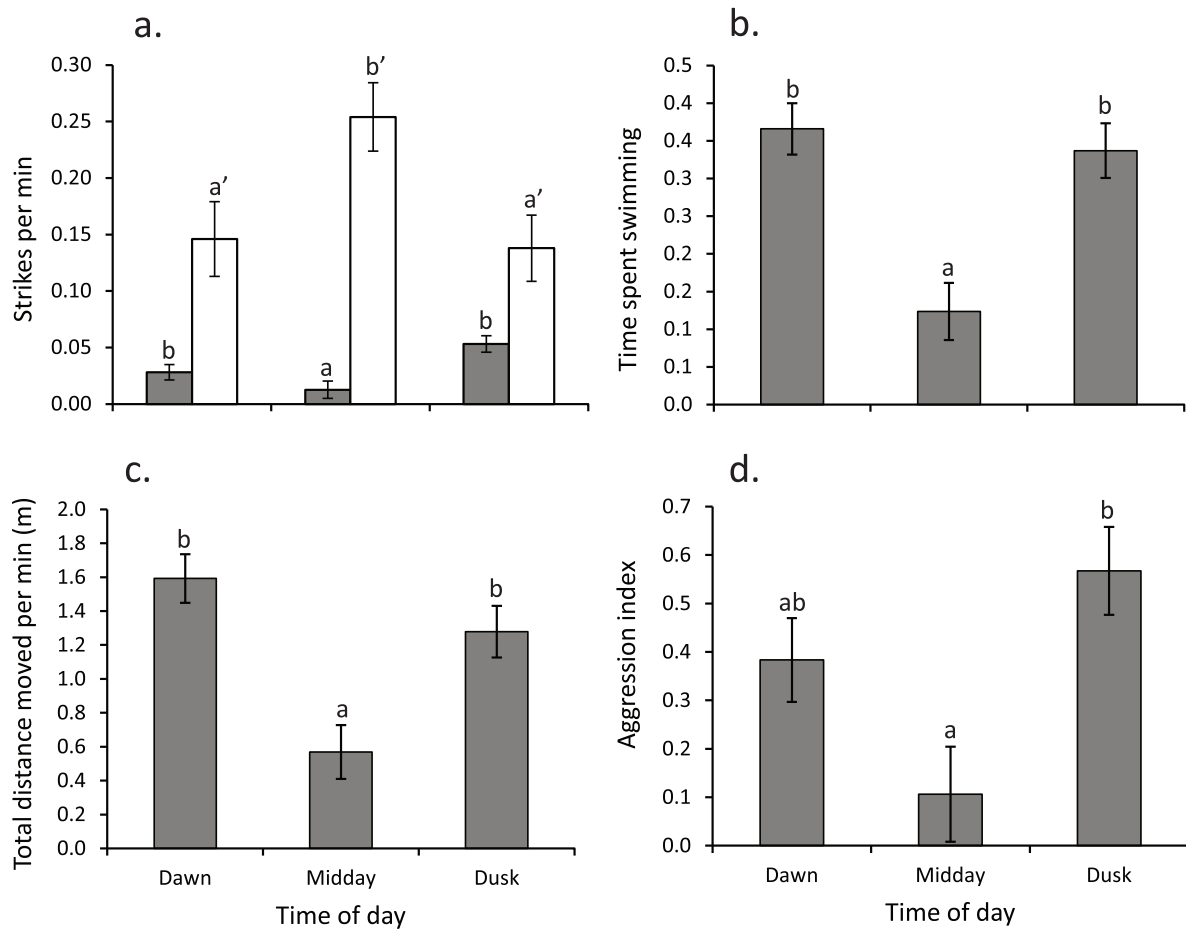 a.
Strikes per min
0.30
0.25
0.20
0.15
0.10
0.05
0.00
b
a’
a
b’
b
a’
b.
Time spent swimming
0.5
0.4
0.4
0.3
0.3
0.2
0.2
0.1
0.1
0.0
b
a
b
c.
Total distance moved per min (m)
2.0
1.8
1.6
1.4
1.2
1.0
0.8
0.6
0.4
0.2
0.0
b
a
b
Dawn Midday Dusk
Time of day
d.
Aggression index
0.7
0.6
0.5
0.4
0.3
0.2
0.1
0.0
ab
a
b
Dawn Midday Dusk
Time of day